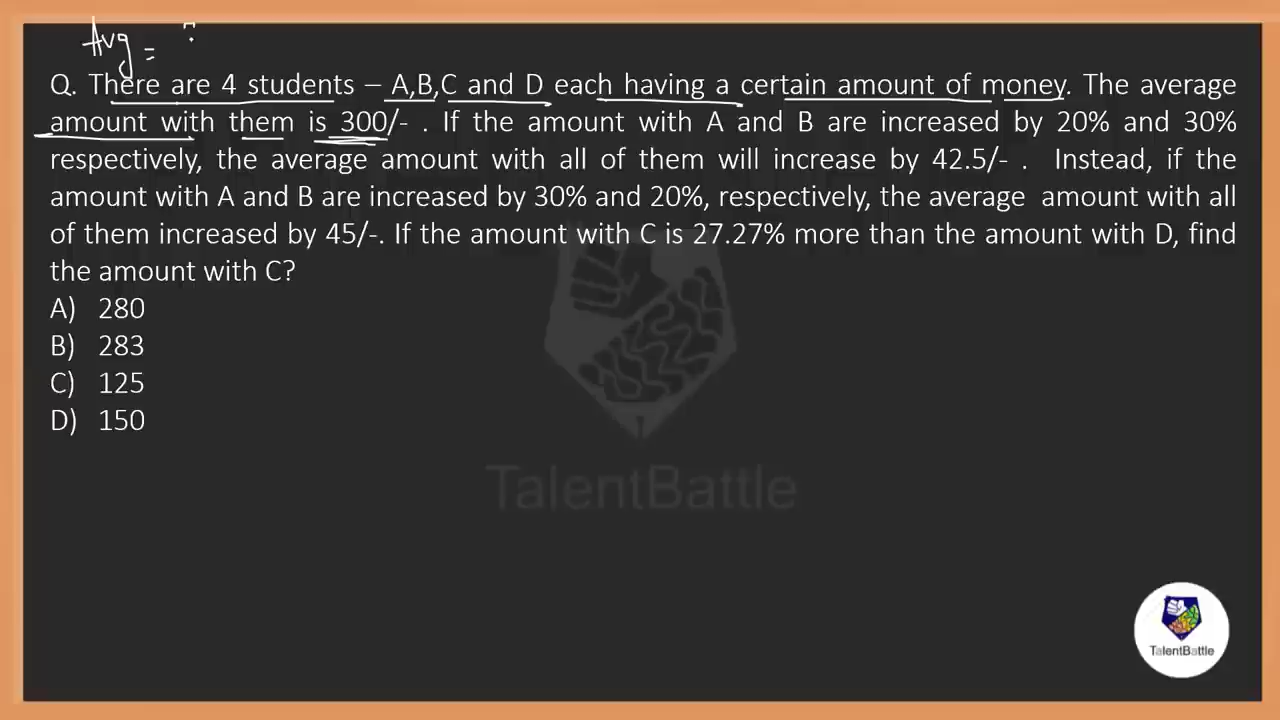 Avg = ?
Q. There are 4 students – A,B,C and D each having a certain amount of money. The average
amount with them is 300/- . If the amount with A and B are increased by 20% and 30%
respectively, the average amount with all of them will increase by 42.5/- . Instead, if the
amount with A and B are increased by 30% and 20%, respectively, the average amount with all
of them increased by 45/-. If the amount with C is 27.27% more than the amount with D, find
the amount with C?
A) 280
B) 283
C) 125
D) 150
TalentBattle
TalentBattle